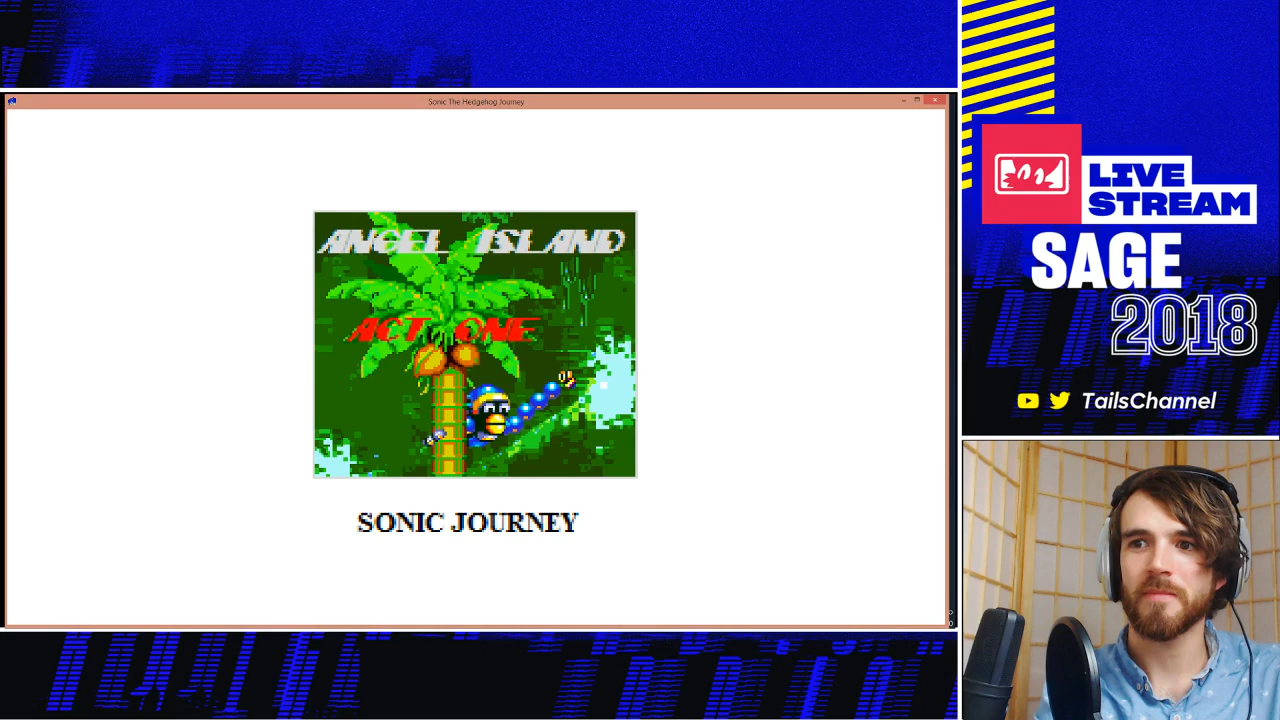 Sonic The Hedgehog Journey
ANGEL ISLAND
ACT ONE
SONIC JOURNEY
LIVE
STREAM
SAGE
2018
TailsChannel